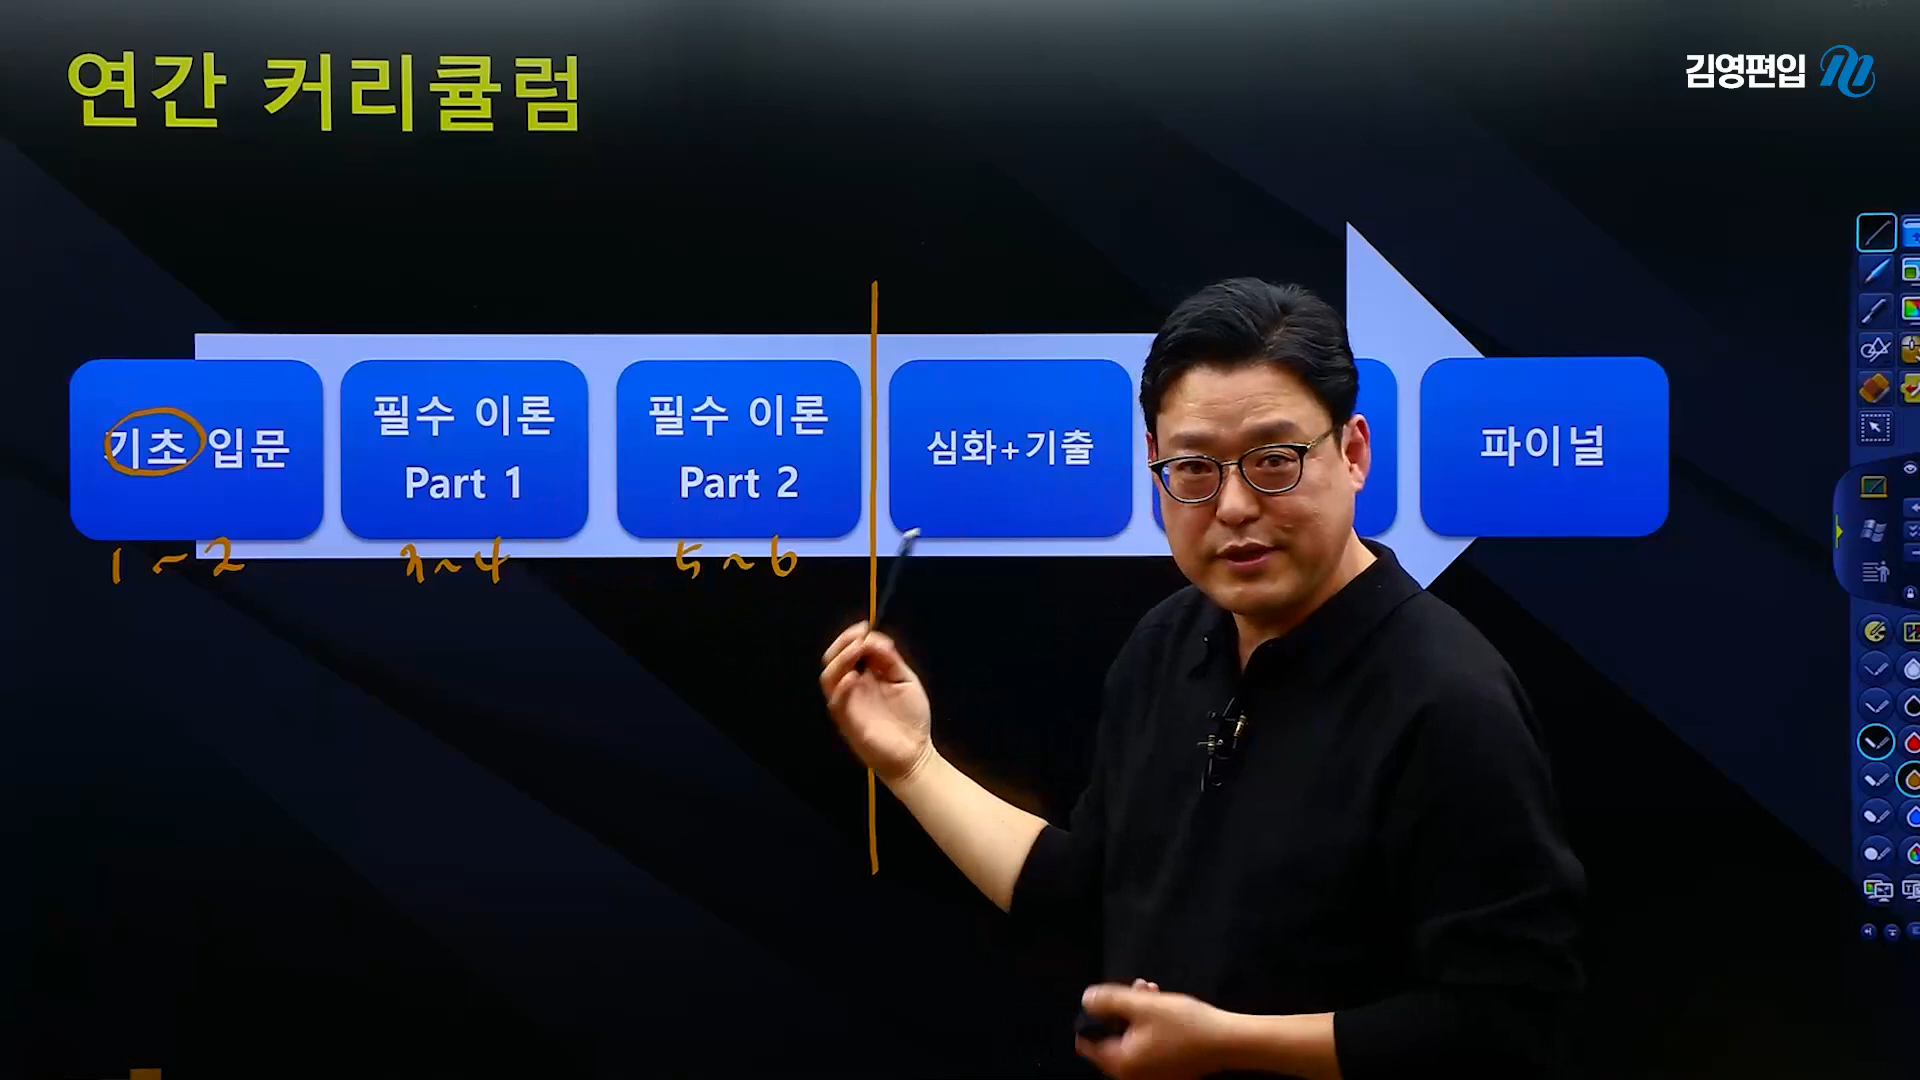 연간 커리큘럼
김영편입
기초 입문
필수 이론
Part 1
필수 이론
Part 2
심화+기출
파이널
1 ~ 2
3 ~ 4
5 ~ 6